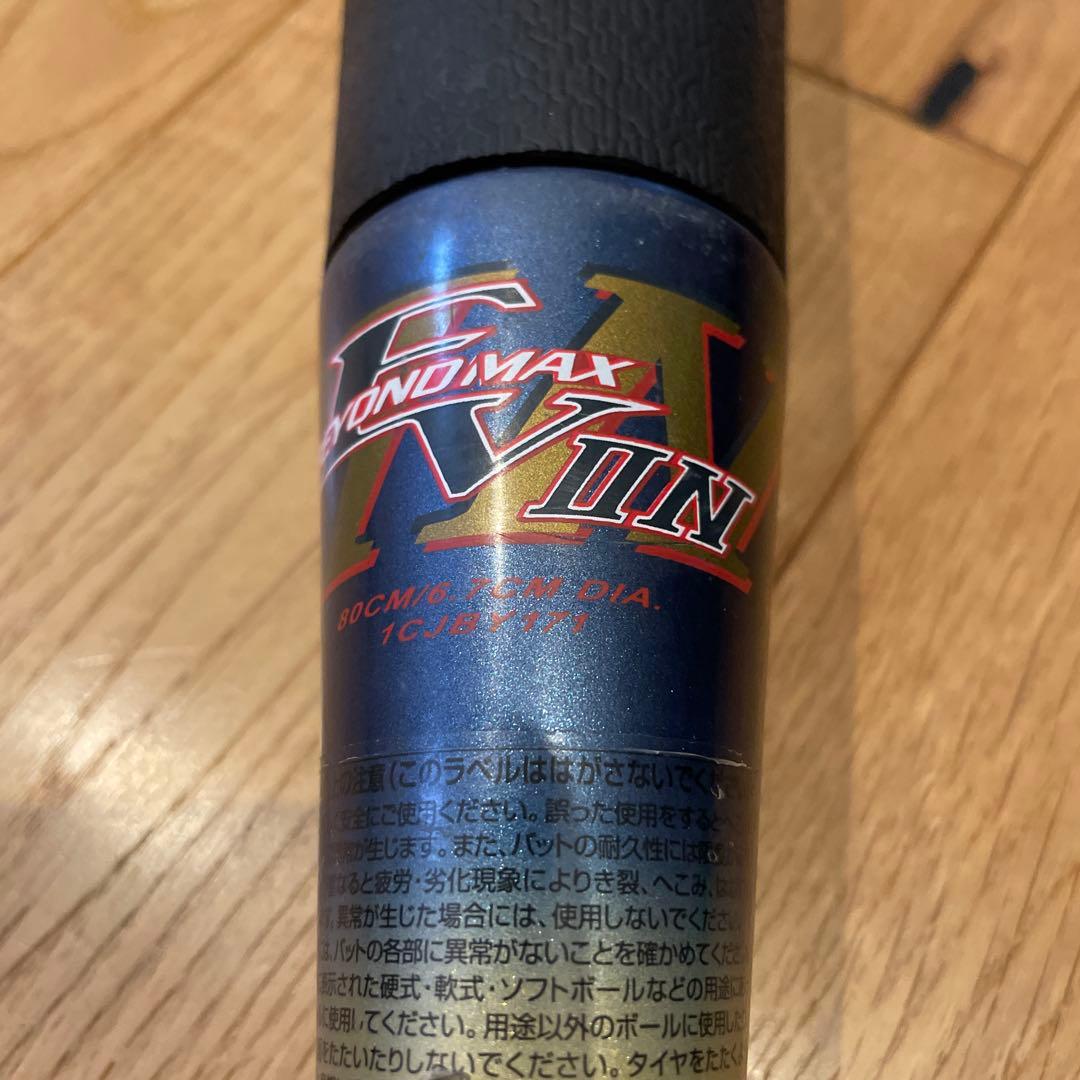 BEYONDMAX
EV IIN
80CM/6.7CM DIA.
1CJBY171
の注意(このラベルははがさないでくださ
安全にご使用ください。誤った使用をすると
が生じます。また、バットの耐久性には
なると疲労・劣化現象によりき裂、へこみ、
異常が生じた場合には、使用しないでくださ
は、バットの各部に異常がないことを確かめてくださ
示された硬式・軟式・ソフトボールなどの用途に
に使用してください。用途以外のボールに使用した
をたたいたりしないでください。タイヤをたたく